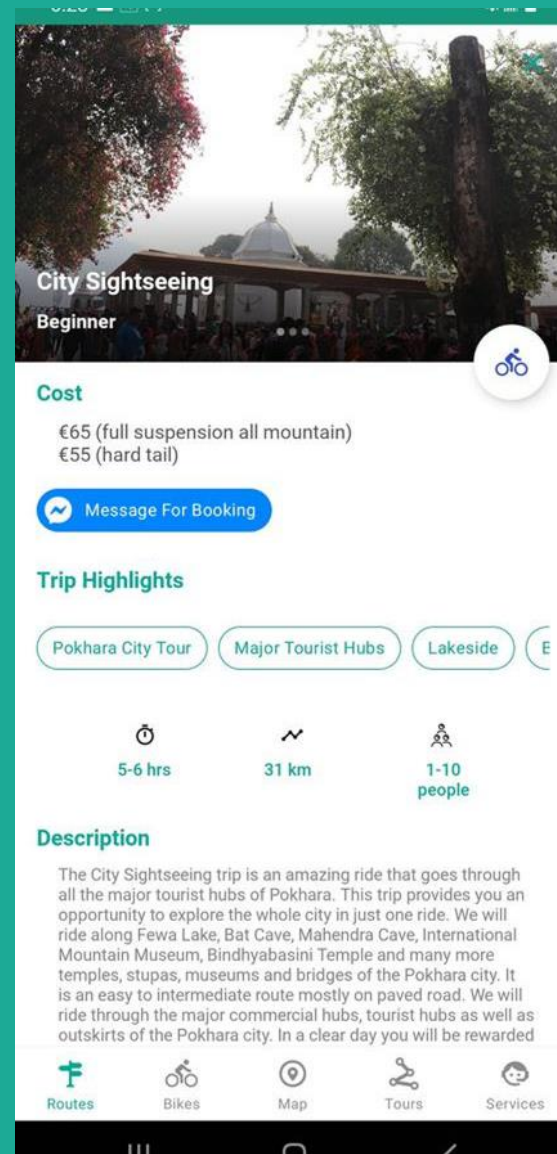 City Sightseeing
Beginner
Cost
€65 (full suspension all mountain)
€55 (hard tail)
Message For Booking
Trip Highlights
Pokhara City Tour
Major Tourist Hubs
Lakeside
5-6 hrs
31 km
1-10
people
Description
The City Sightseeing trip is an amazing ride that goes through
all the major tourist hubs of Pokhara. This trip provides you an
opportunity to explore the whole city in just one ride. We will
ride along Fewa Lake, Bat Cave, Mahendra Cave, International
Mountain Museum, Bindhyabasini Temple and many more
temples, stupas, museums and bridges of the Pokhara city. It
is an easy to intermediate route mostly on paved road. We will
ride through the major commercial hubs, tourist hubs as well as
outskirts of the Pokhara city. In a clear day you will be rewarded
Routes
Bikes
Map
Tours
Services